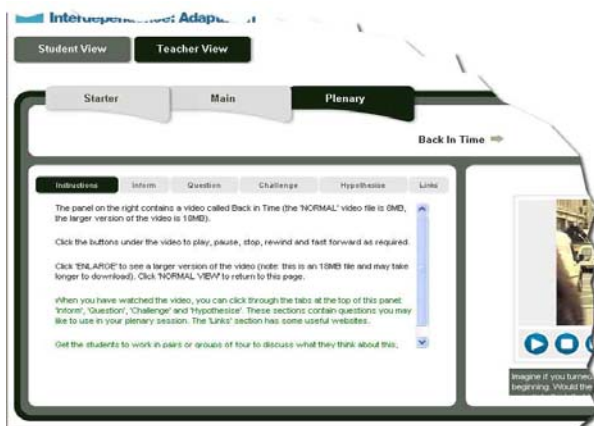 Interdependence: Adap
Student View
Teacher View
Starter
Main
Plenary
Back In Time
Instructions
Inform
Question
Challenge
Hypothesise
Links
The panel on the right contains a video called Back in Time (the 'NORMAL' video file is 8MB,
the larger version of the video is 18MB).
Click the buttons under the video to play, pause, stop, rewind and fast forward as required.
Click 'ENLARGE' to see a larger version of the video (note: this is an 18MB file and may take
longer to download). Click 'NORMAL VIEW' to return to this page.
When you have watched the video, you can click through the tabs at the top of this panel:
'Inform', 'Question', 'Challenge' and 'Hypothesise'. These sections contain questions you may
like to use in your plenary session. The 'Links' section has some useful websites.
Get the students to work in pairs or groups of four to discuss what they think about this;
Imagine if you turned
beginning. Would the